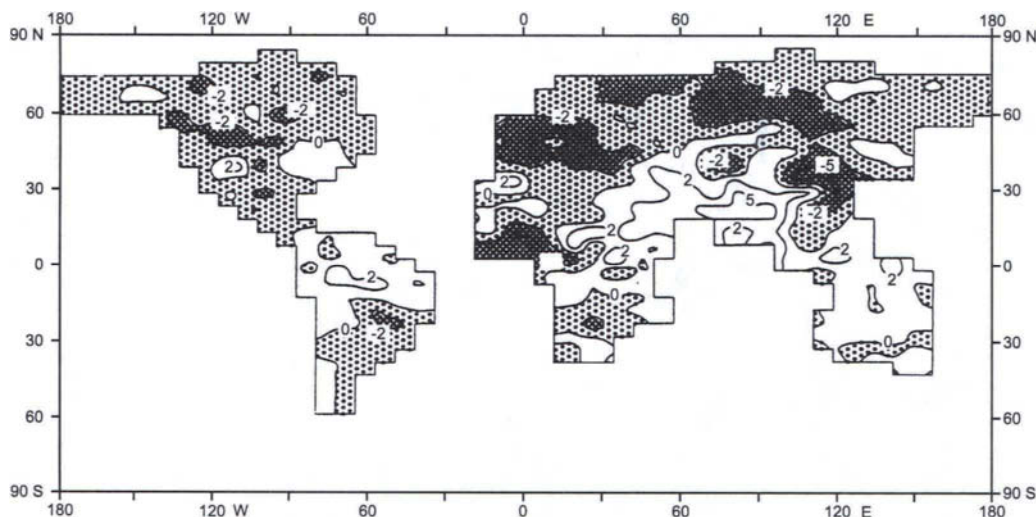 180 120 W 60 0 60 120 E 180
90 N 90 N
-2 -2 -2
60 -2 -2 -2 60
0
2 0 -2 -5
30 2 2 30
0 5 -2
2 2
0 2 2 2 0
0
0 -2 0
30 30
60 60
90 S 90 S
180 120 W 60 0 60 120 E 180